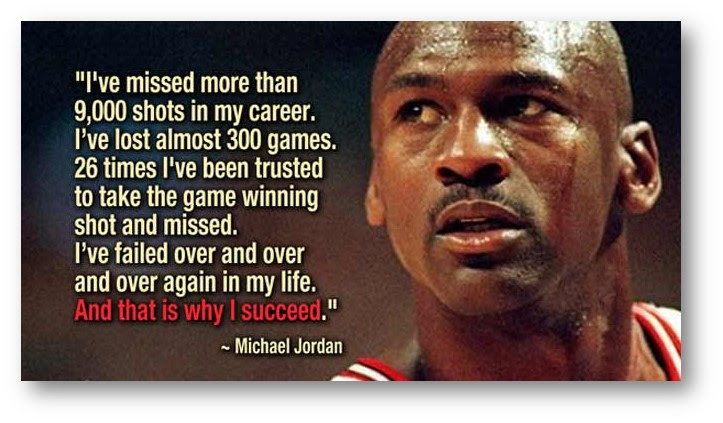 "I've missed more than
9,000 shots in my career.
I've lost almost 300 games.
26 times I've been trusted
to take the game winning
shot and missed.
I've failed over and over
and over again in my life.
And that is why I succeed."
~ Michael Jordan